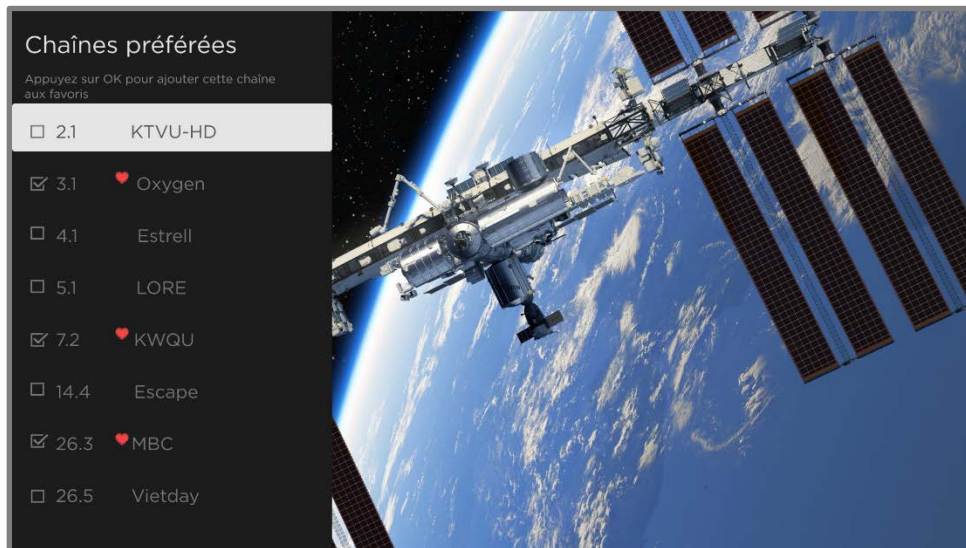 Chaînes préférées
Appuyez sur OK pour ajouter cette chaîne
aux favoris
2.1 KTVU-HD
3.1 Oxygen
4.1 Estrell
5.1 LORE
7.2 KWQU
14.4 Escape
26.3 MBC
26.5 Vietday